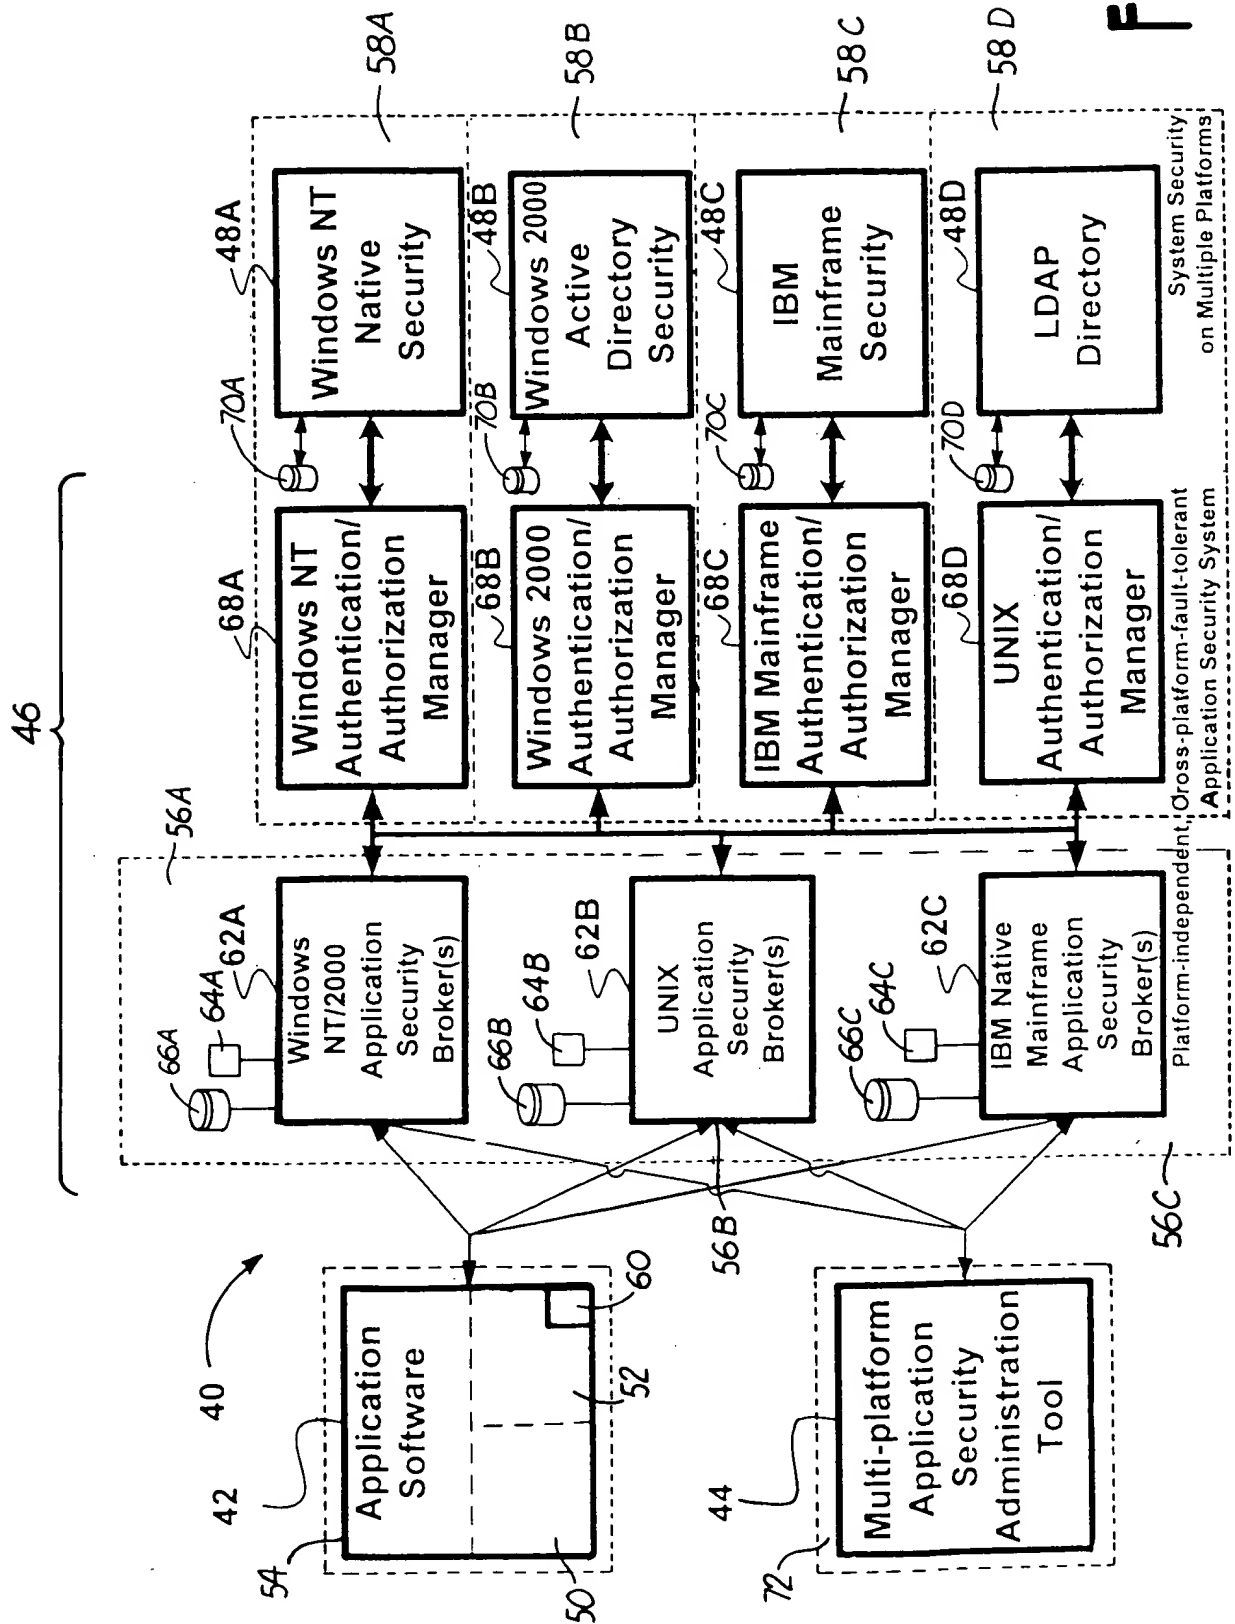 46
40
42
54
Application
Software
50
52
60
44
72
Multi-platform
Application
Security
Administration
Tool
56A
66A
64A
62A
Windows
NT/2000
Application
Security
Broker(s)
66B
64B
62B
UNIX
Application
Security
Broker(s)
56B
66C
64C
62C
IBM Native
Mainframe
Application
Security
Broker(s)
56C
68A
Windows NT
Authentication/
Authorization
Manager
70A
48A
Windows NT
Native
Security
58A
68B
Windows 2000
Authentication/
Authorization
Manager
70B
48B
Windows 2000
Active
Directory
Security
58B
68C
IBM Mainframe
Authentication/
Authorization
Manager
70C
48C
IBM
Mainframe
Security
58C
68D
UNIX
Authentication/
Authorization
Manager
70D
48D
LDAP
Directory
58D
Platform-independent, Cross-platform-fault-tolerant
Application Security System
System Security
on Multiple Platforms
F